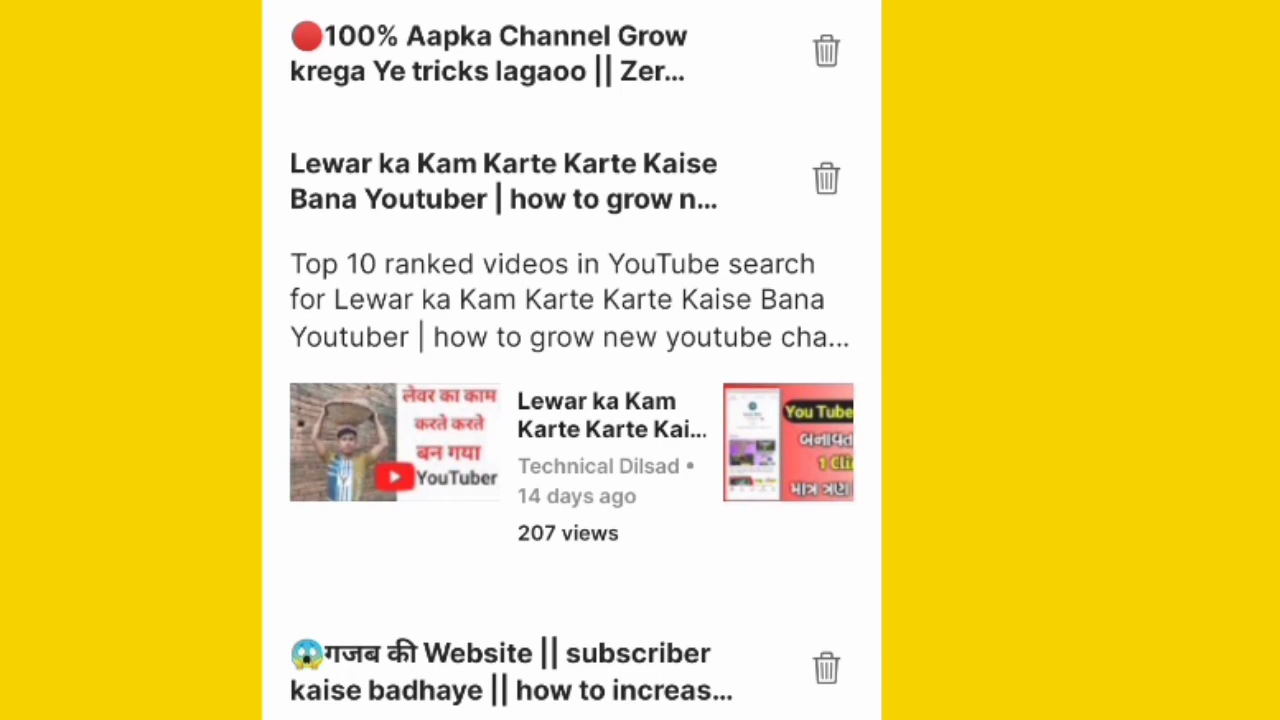 🔴100% Aapka Channel Grow
krega Ye tricks lagaoo || Zer...
Lewar ka Kam Karte Karte Kaise
Bana Youtuber | how to grow n...
Top 10 ranked videos in YouTube search
for Lewar ka Kam Karte Karte Kaise Bana
Youtuber | how to grow new youtube cha...
लेवर का काम
करते करते
बन गया
YouTuber
Lewar ka Kam
Karte Karte Kai...
Technical Dilsad •
14 days ago
207 views
You Tube
બનાવત
1 Cli
માત્ર ત્રણ
😱गजब की Website || subscriber
kaise badhaye || how to increas...